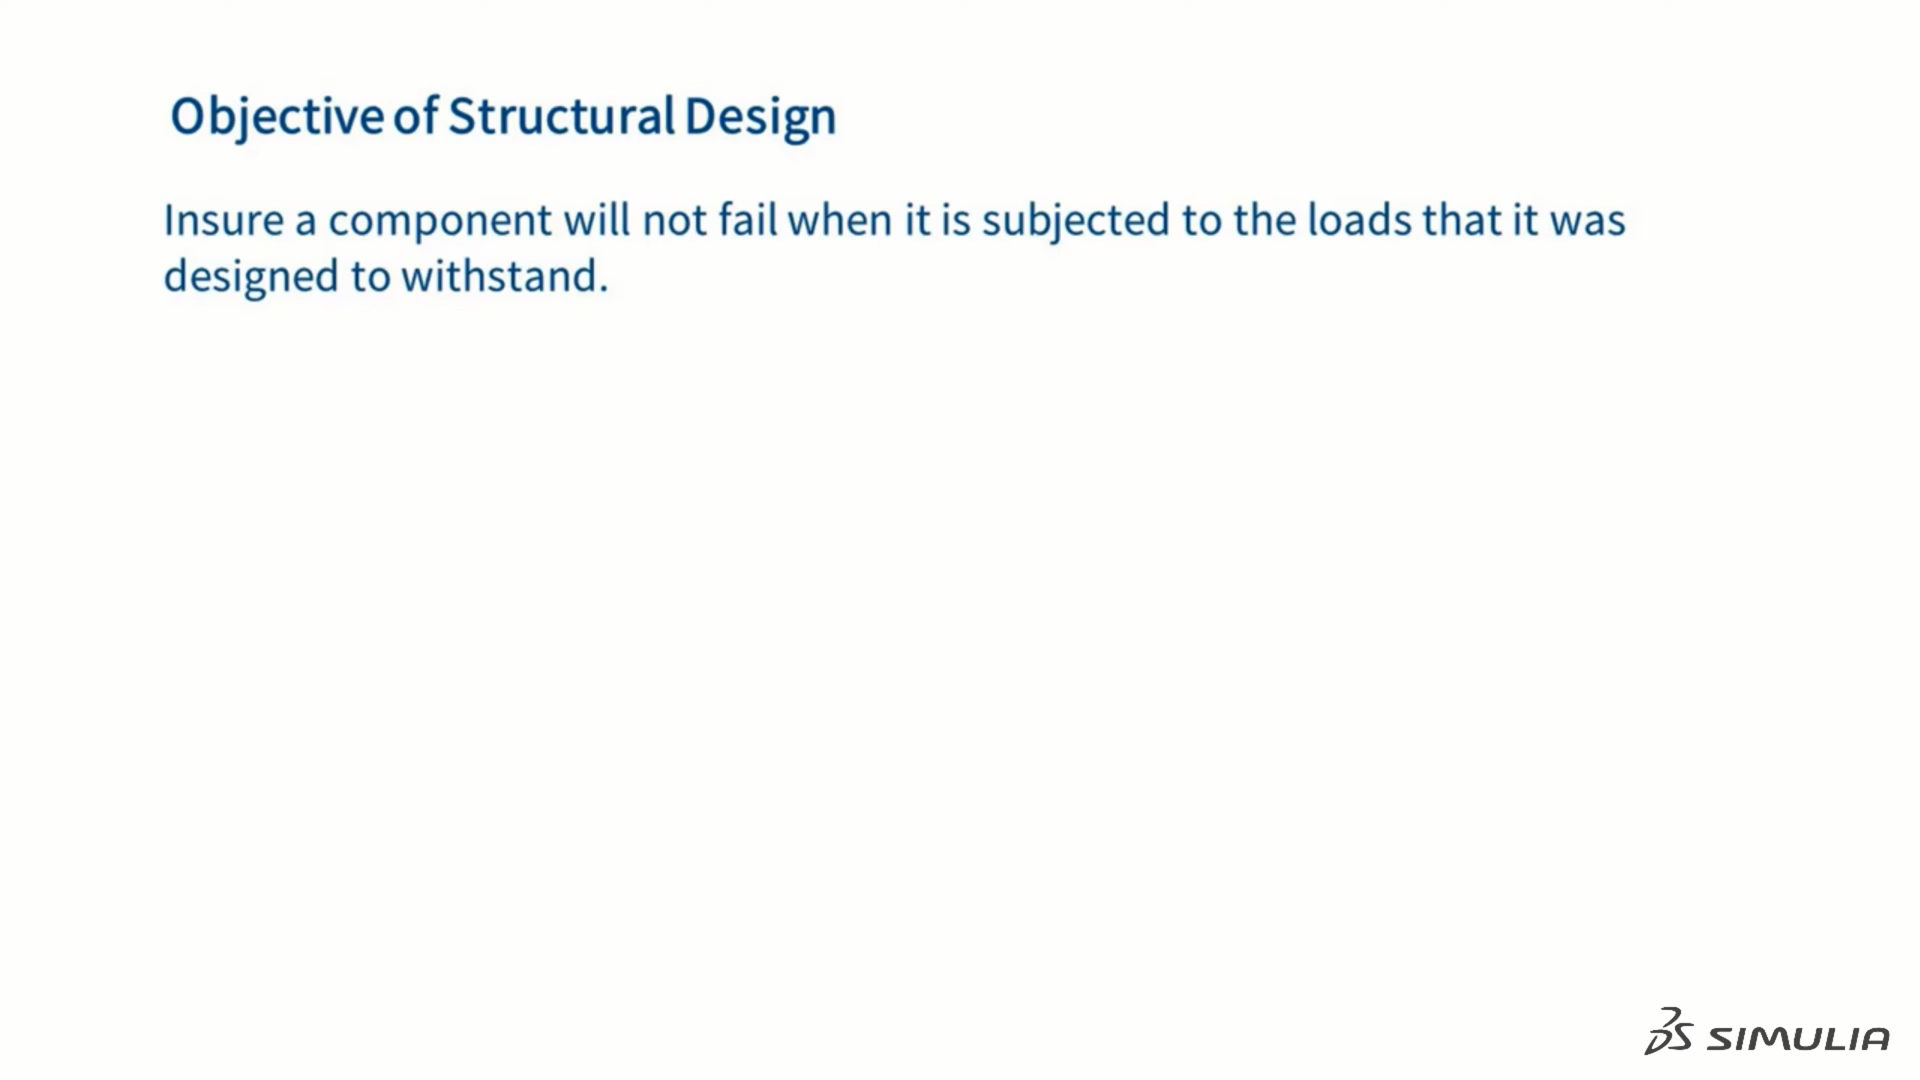 Objective of Structural Design
Insure a component will not fail when it is subjected to the loads that it was
designed to withstand.
3DS SIMULIA